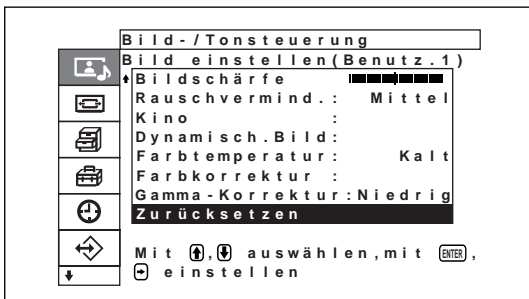 Bild-/Tonsteuerung
Bild einstellen(Benutz.1)
Bildschärfe
Rauschvermind.: Mittel
Kino :
Dynamisch.Bild:
Farbtemperatur: Kalt
Farbkorrektur :
Gamma-Korrektur:Niedrig
Zurücksetzen
Mit ↑,↓ auswählen,mit ENTER,
→ einstellen